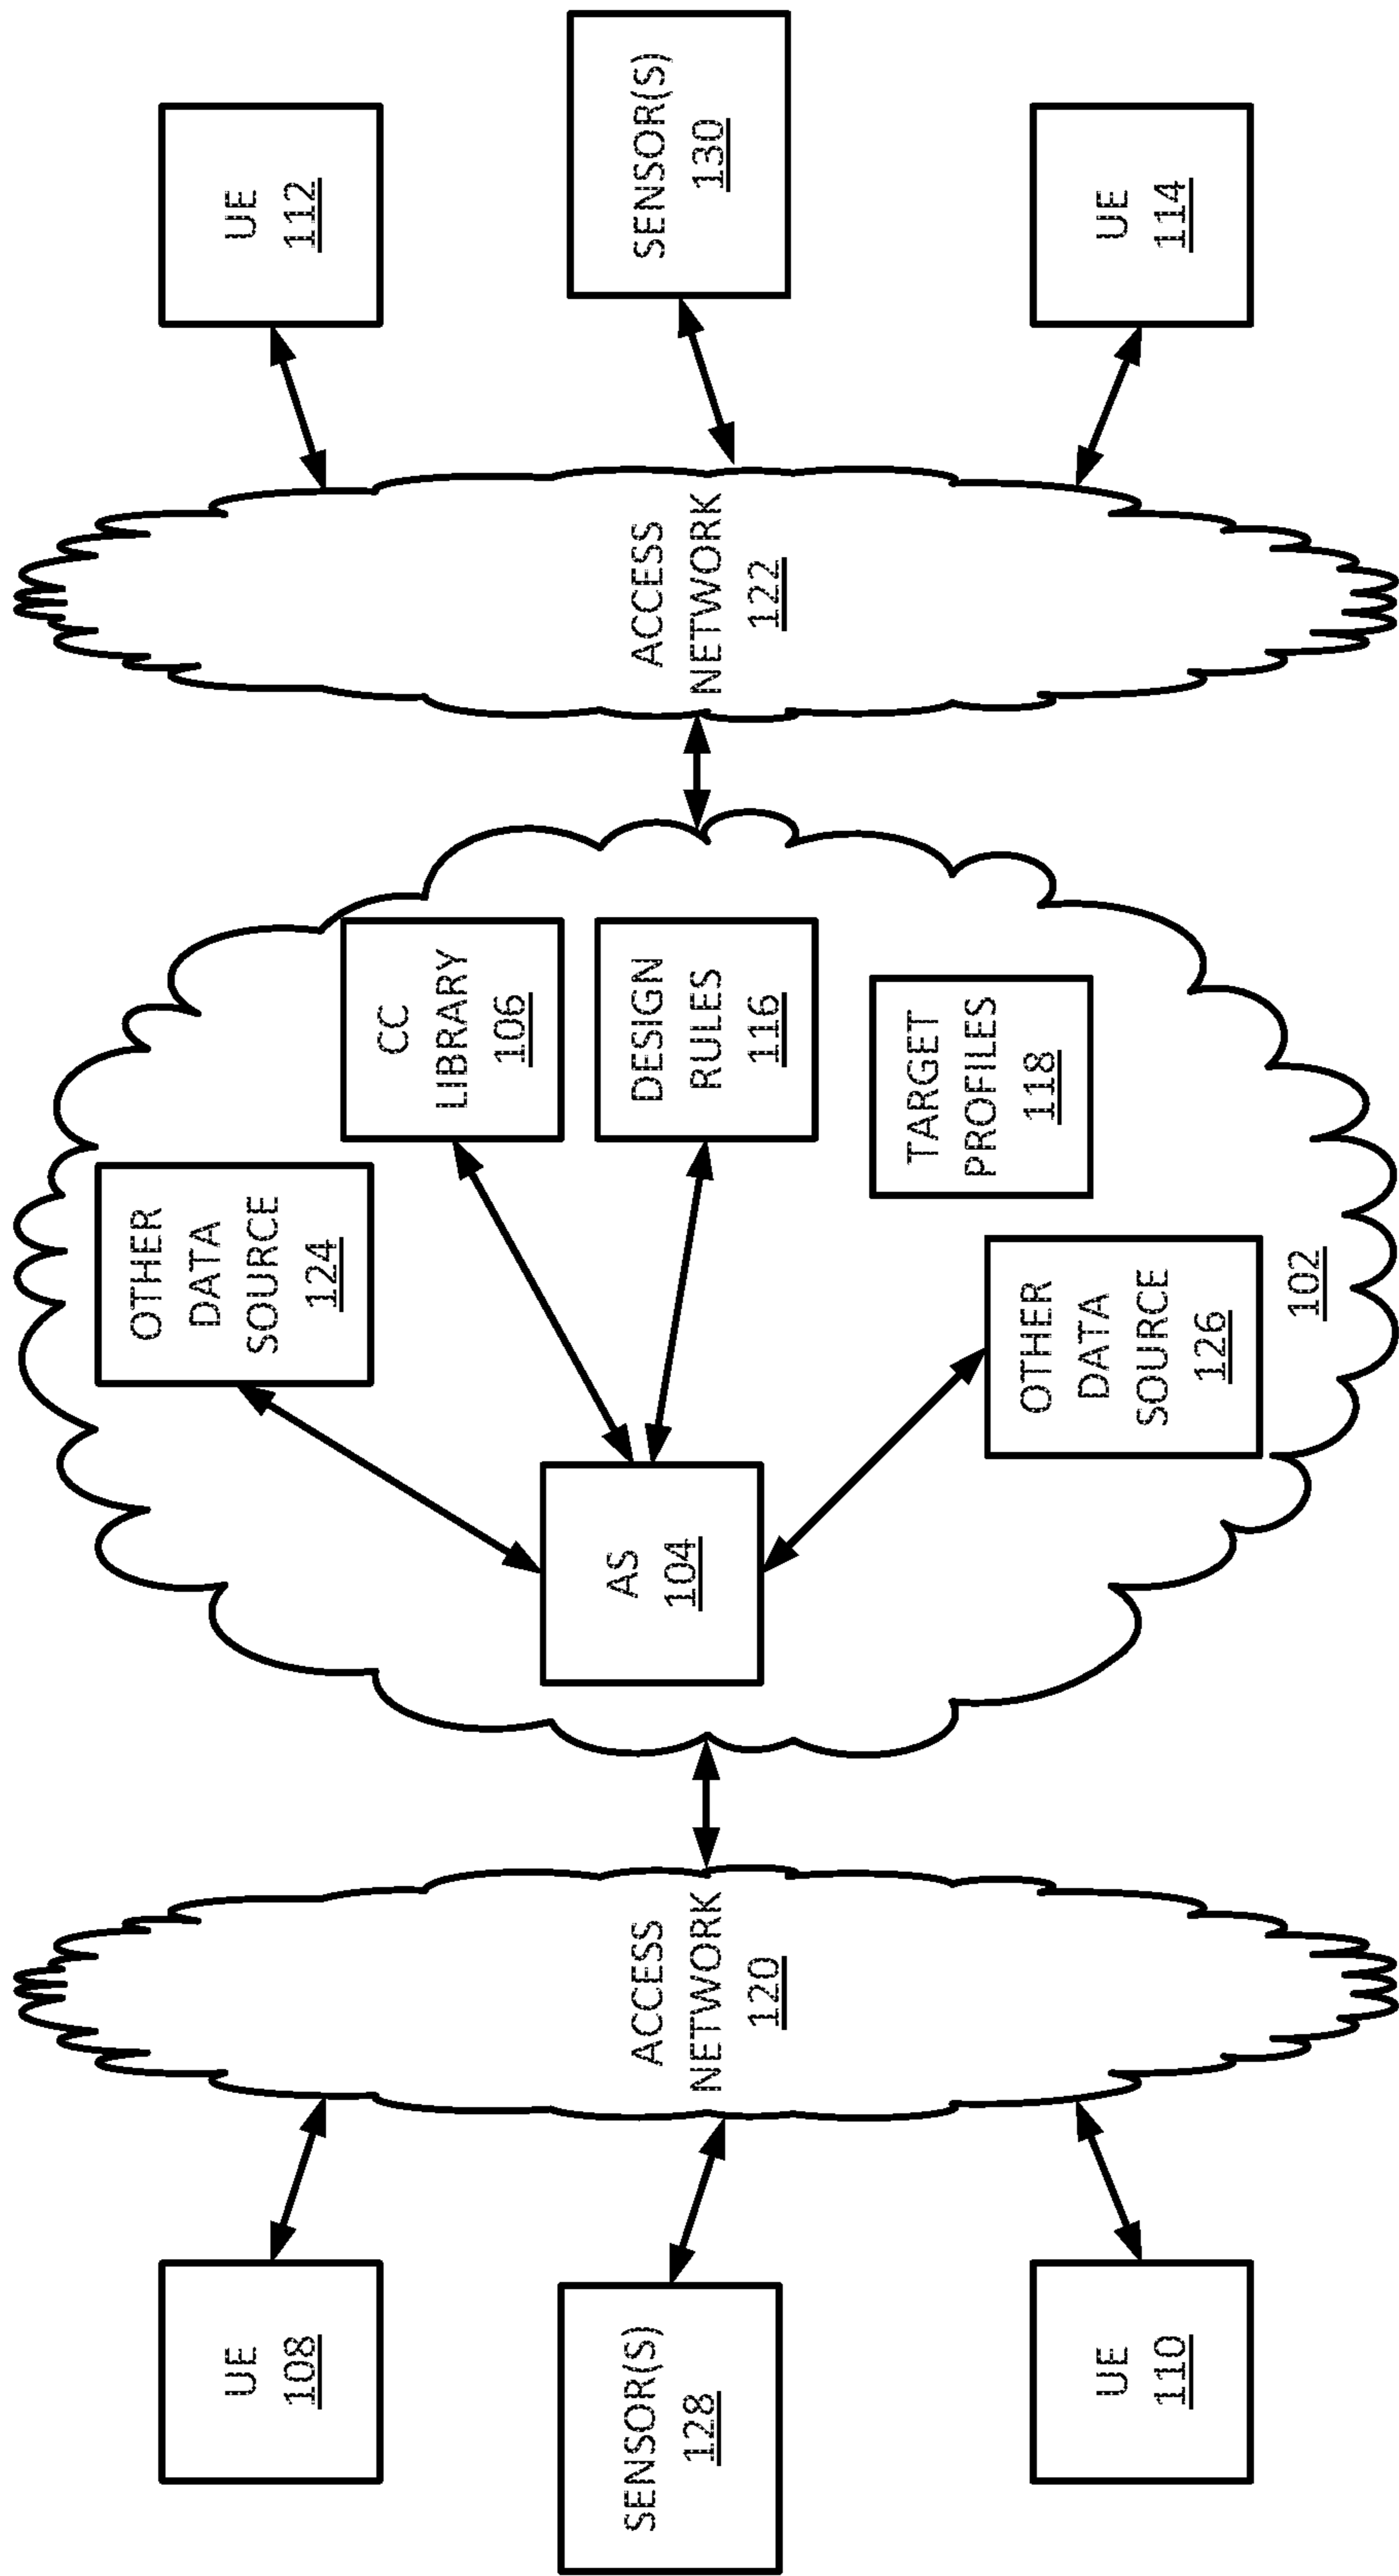 UE
108
SENSOR(S)
128
UE
110
ACCESS
NETWORK
120
AS
104
OTHER
DATA
SOURCE
124
CC
LIBRARY
106
DESIGN
RULES
116
TARGET
PROFILES
118
OTHER
DATA
SOURCE
126
102
ACCESS
NETWORK
122
UE
112
SENSOR(S)
130
UE
114